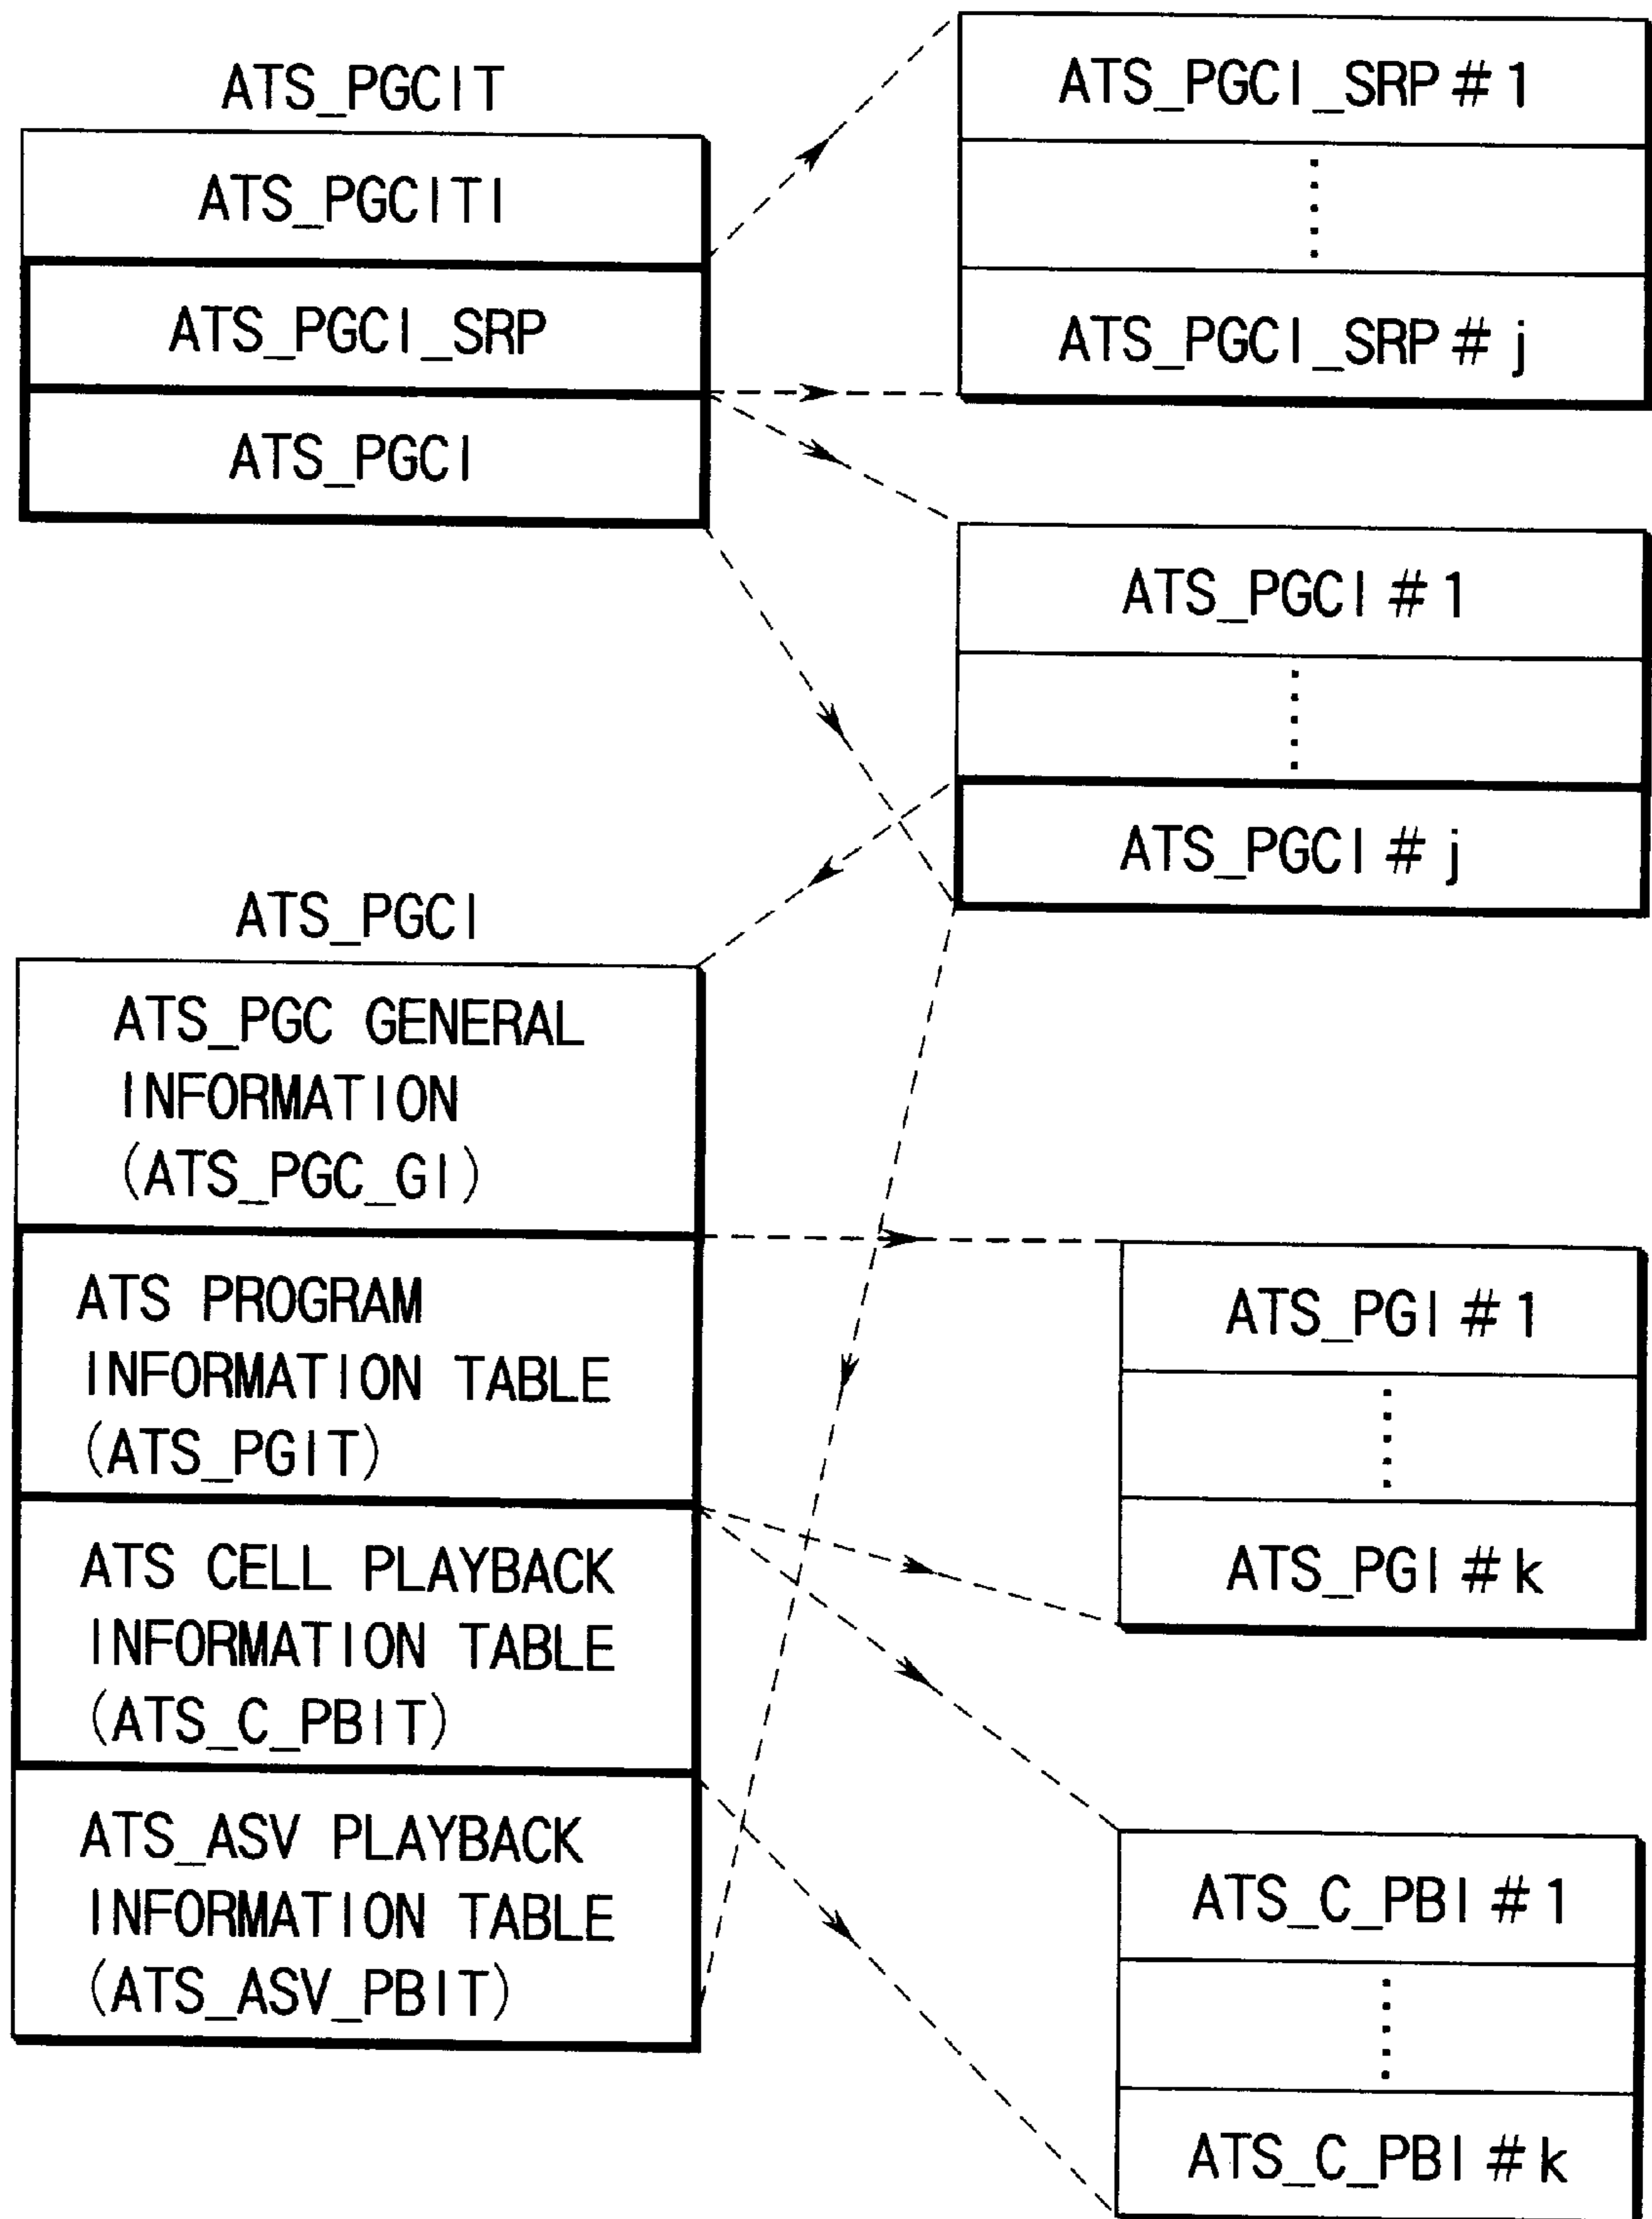 ATS_PGCIT
ATS_PGCITI
ATS_PGCI_SRP
ATS_PGCI
ATS_PGCI_SRP#1
ATS_PGCI_SRP#j
ATS_PGCI#1
ATS_PGCI#j
ATS_PGCI
ATS_PGC GENERAL
INFORMATION
(ATS_PGC_GI)
ATS PROGRAM
INFORMATION TABLE
(ATS_PGIT)
ATS CELL PLAYBACK
INFORMATION TABLE
(ATS_C_PBIT)
ATS_ASV PLAYBACK
INFORMATION TABLE
(ATS_ASV_PBIT)
ATS_PGI#1
ATS_PGI#k
ATS_C_PBI#1
ATS_C_PBI#k